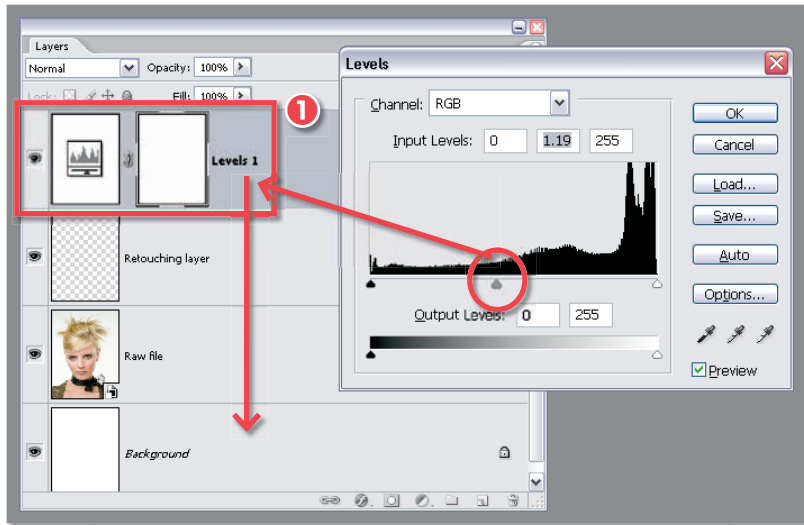 Layers
Normal Opacity: 100%
Lock: Fill: 100%
1
Levels 1
Retouching layer
Raw file
Background
Levels
Channel: RGB
Input Levels: 0 1.19 255
Output Levels: 0 255
OK
Cancel
Load...
Save...
Auto
Options...
Preview